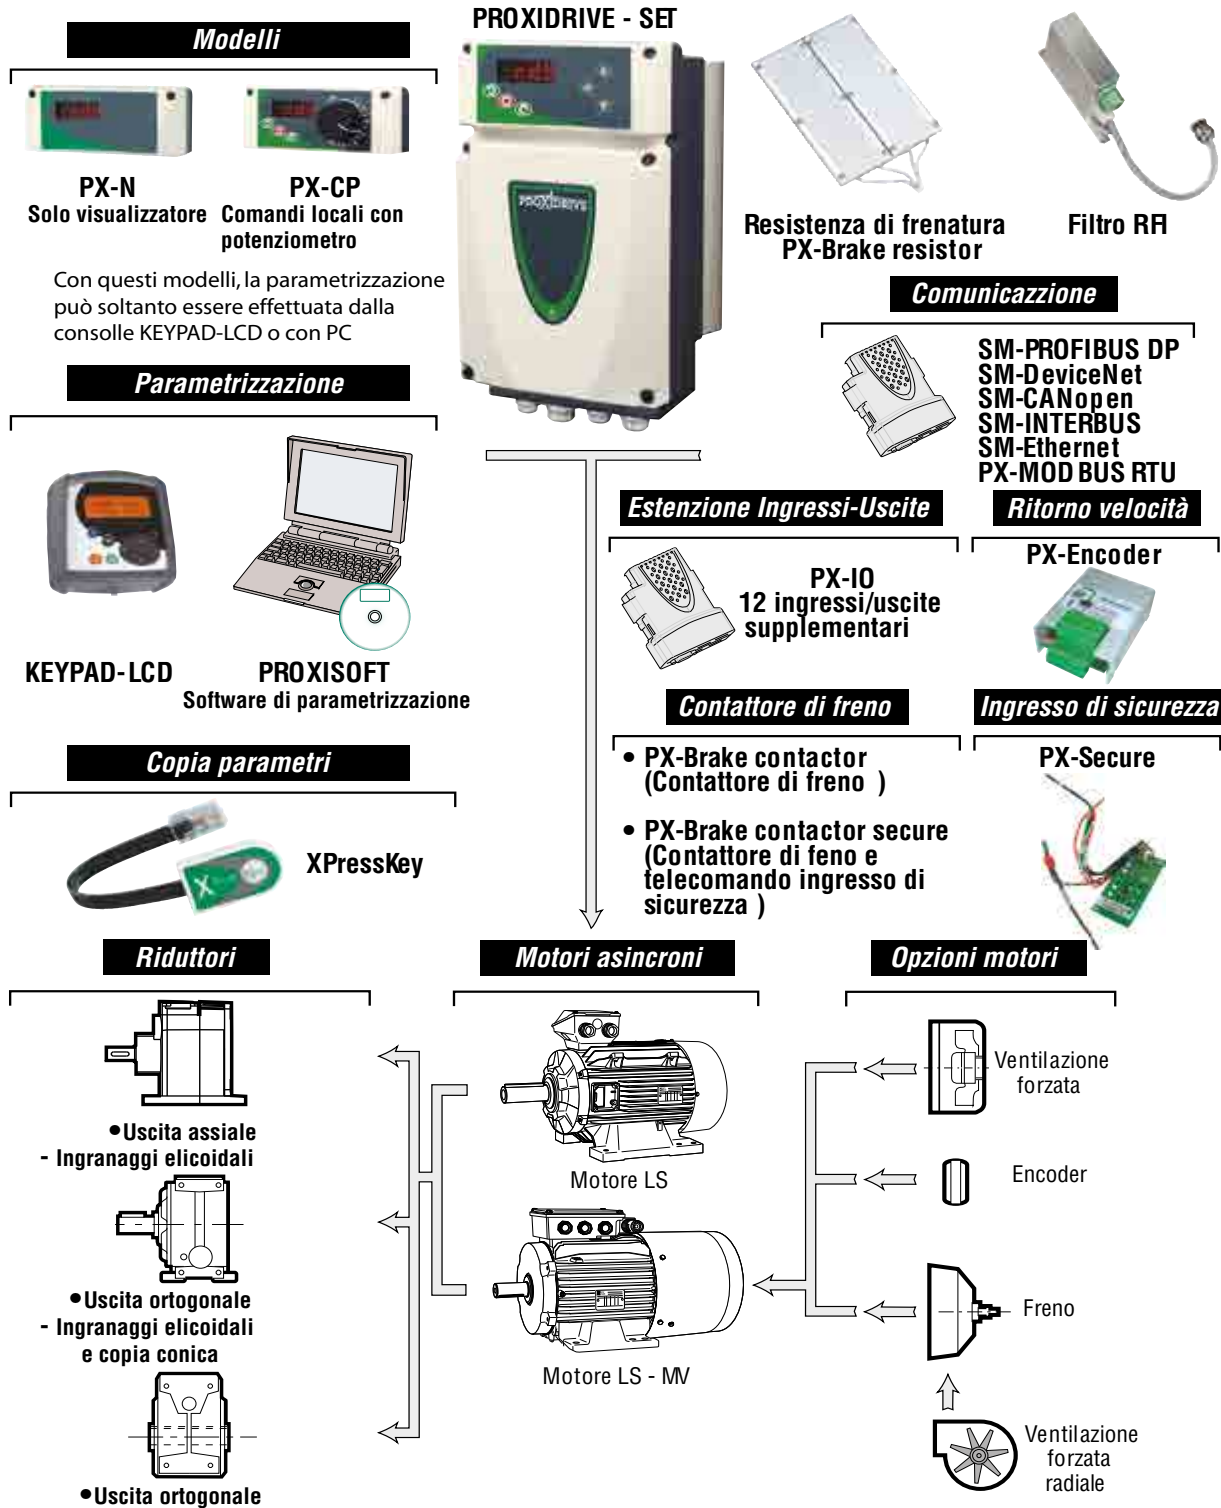 PROXIDRIVE - SET
Modelli
PX-N
Solo visualizzatore
PX-CP
Comandi locali con
potenziometro
Con questi modelli, la parametrizzazione
può soltanto essere effettuata dalla
consolle KEYPAD-LCD o con PC
PROXIDRIVE
Resistenza di frenatura
PX-Brake resistor
Filtro RFI
Comunicazzione
SM-PROFIBUS DP
SM-DeviceNet
SM-CANopen
SM-INTERBUS
SM-Ethernet
PX-MOD BUS RTU
Parametrizzazione
KEYPAD-LCD
PROXISOFT
Software di parametrizzazione
Estenzione Ingressi-Uscite
PX-IO
12 ingressi/uscite
supplementari
Ritorno velocità
PX-Encoder
Contattore di freno
• PX-Brake contactor
(Contattore di freno )
• PX-Brake contactor secure
(Contattore di feno e
telecomando ingresso di
sicurezza )
Ingresso di sicurezza
PX-Secure
Copia parametri
X
XPressKey
Riduttori
•Uscita assiale
- Ingranaggi elicoidali
•Uscita ortogonale
- Ingranaggi elicoidali
e copia conica
•Uscita ortogonale
Motori asincroni
Motore LS
Motore LS - MV
Opzioni motori
Ventilazione
forzata
Encoder
Freno
Ventilazione
forzata
radiale